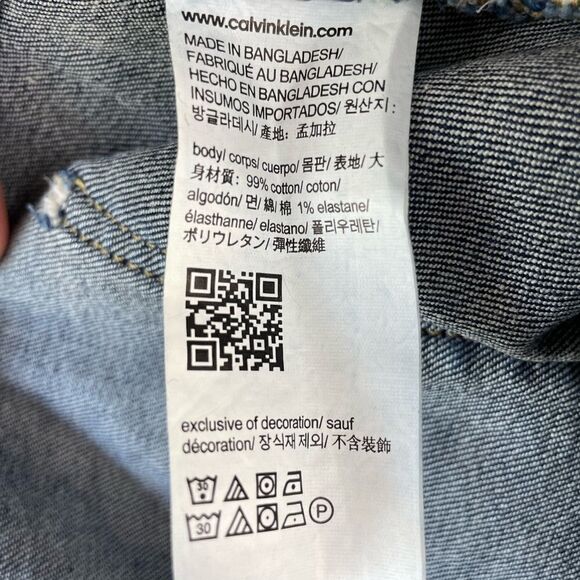 www.calvinklein.com
MADE IN BANGLADESH/
FABRIQUÉ AU BANGLADESH/
HECHO EN BANGLADESH CON
INSUMOS IMPORTADOS/ 원산지 :
방글라데시/ 產地: 孟加拉
body/ corps/ cuerpo/ 몸판/ 表地/ 大
身材質: 99% cotton/ coton/
algodón/ 면/ 綿/ 棉 1% elastane/
élasthanne/ elastano/ 폴리우레탄/
ポリウレタン/ 彈性纖維
exclusive of decoration/ sauf
décoration/ 장식재 제외/ 不含裝飾
30
30 P